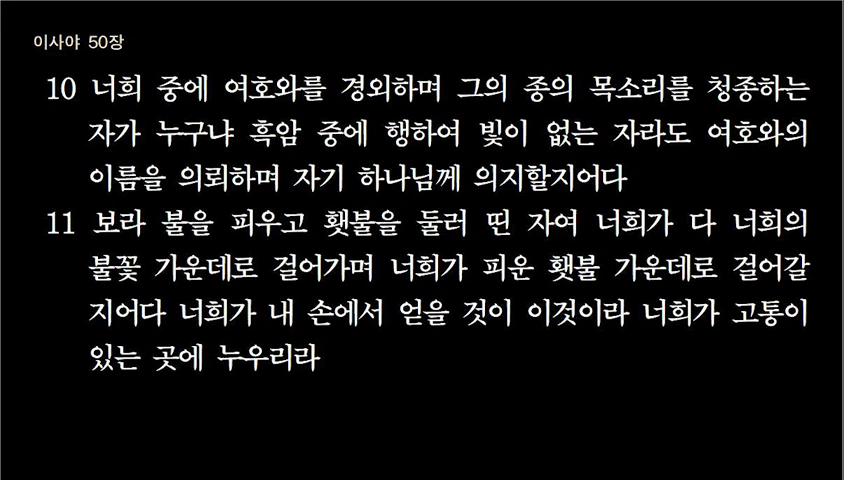 이사야 50장
10 너희 중에 여호와를 경외하며 그의 종의 목소리를 청종하는
자가 누구냐 흑암 중에 행하여 빛이 없는 자라도 여호와의
이름을 의뢰하며 자기 하나님께 의지할지어다
11 보라 불을 피우고 횃불을 둘러 띤 자여 너희가 다 너희의
불꽃 가운데로 걸어가며 너희가 피운 횃불 가운데로 걸어갈
지어다 너희가 내 손에서 얻을 것이 이것이라 너희가 고통이
있는 곳에 누우리라